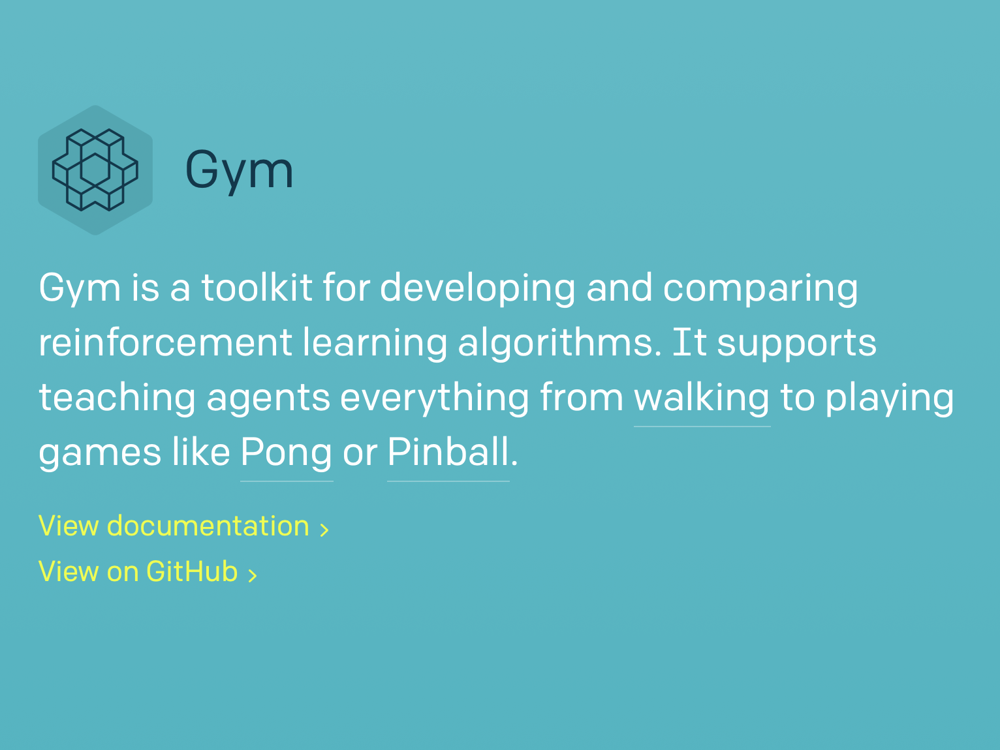 Gym
Gym is a toolkit for developing and comparing
reinforcement learning algorithms. It supports
teaching agents everything from walking to playing
games like Pong or Pinball.
View documentation ›
View on GitHub ›